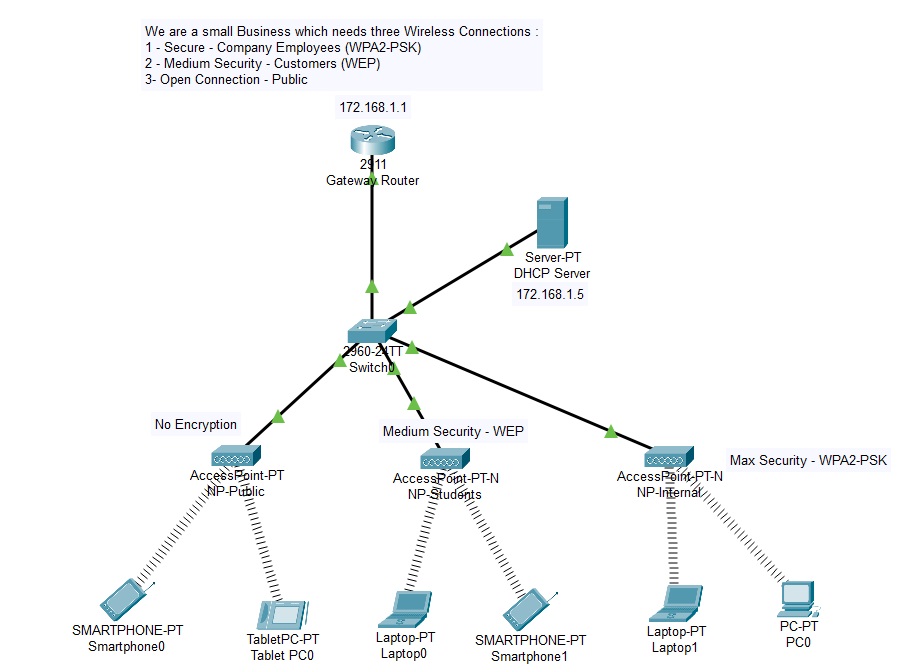 We are a small Business which needs three Wireless Connections :
1 - Secure - Company Employees (WPA2-PSK)
2 - Medium Security - Customers (WEP)
3- Open Connection - Public
172.168.1.1
2911
Gateway Router
Server-PT
DHCP Server
172.168.1.5
2960-24TT
Switch0
No Encryption
Medium Security - WEP
Max Security - WPA2-PSK
AccessPoint-PT
NP-Public
AccessPoint-PT-N
NP-Students
AccessPoint-PT-N
NP-Internal
SMARTPHONE-PT
Smartphone0
TabletPC-PT
Tablet PC0
Laptop-PT
Laptop0
SMARTPHONE-PT
Smartphone1
Laptop-PT
Laptop1
PC-PT
PC0